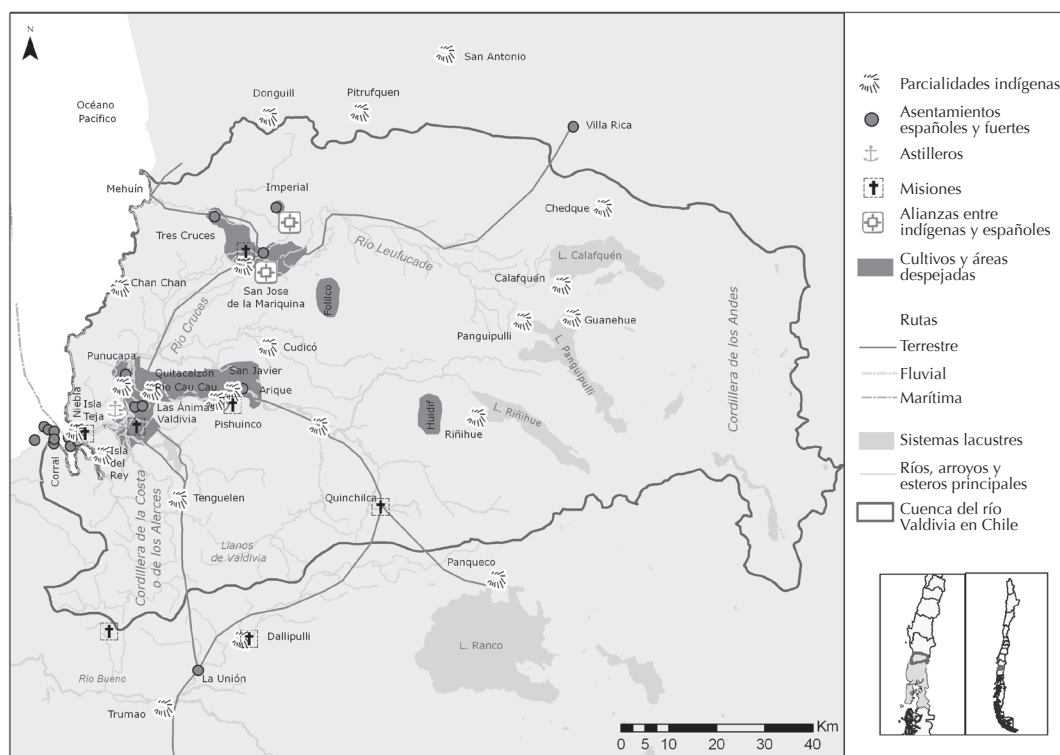 N
San Antonio
Océano
Pacífico
Donguill
Pitrufquen
Villa Rica
Mehuín
Imperial
Chedque
Tres Cruces
Río Leufucade
L. Calafquén
Calafquén
San Jose
de la Mariquina
Chan Chan
Folilco
Guanehue
Panguipulli
L. Panguipulli
Río Cruces
Cudicó
Cordillera de los Andes
Punucapa
Quitacalzón
San Javier
Río Cau Cau
Arique
Niebla
Isla
Teja
Las Ánimas
Valdivia
Pishuinco
Huidif
L. Riñihue
Riñihue
Corral
Isla
del
Rey
Cordillera de la Costa
o de los Alerces
Tenguelen
Quinchilca
Llanos
de Valdivia
Panqueco
L. Ranco
Dallipulli
Río Bueno
La Unión
Trumao
Km
0 5 10 20 30 40
Parcialidades indígenas
Asentamientos
españoles y fuertes
Astilleros
Misiones
Alianzas entre
indígenas y españoles
Cultivos y áreas
despejadas
Rutas
Terrestre
Fluvial
Marítima
Sistemas lacustres
Ríos, arroyos y
esteros principales
Cuenca del río
Valdivia en Chile